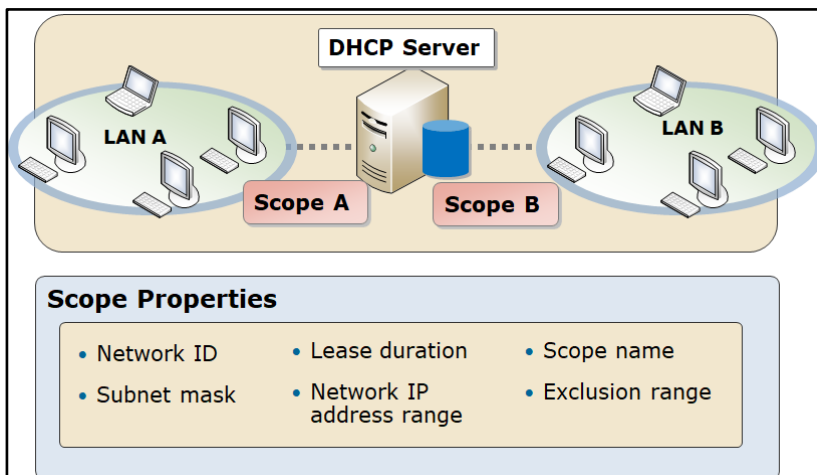 DHCP Server
LAN A
LAN B
Scope A
Scope B
Scope Properties
• Network ID
• Subnet mask
• Lease duration
• Network IP
address range
• Scope name
• Exclusion range